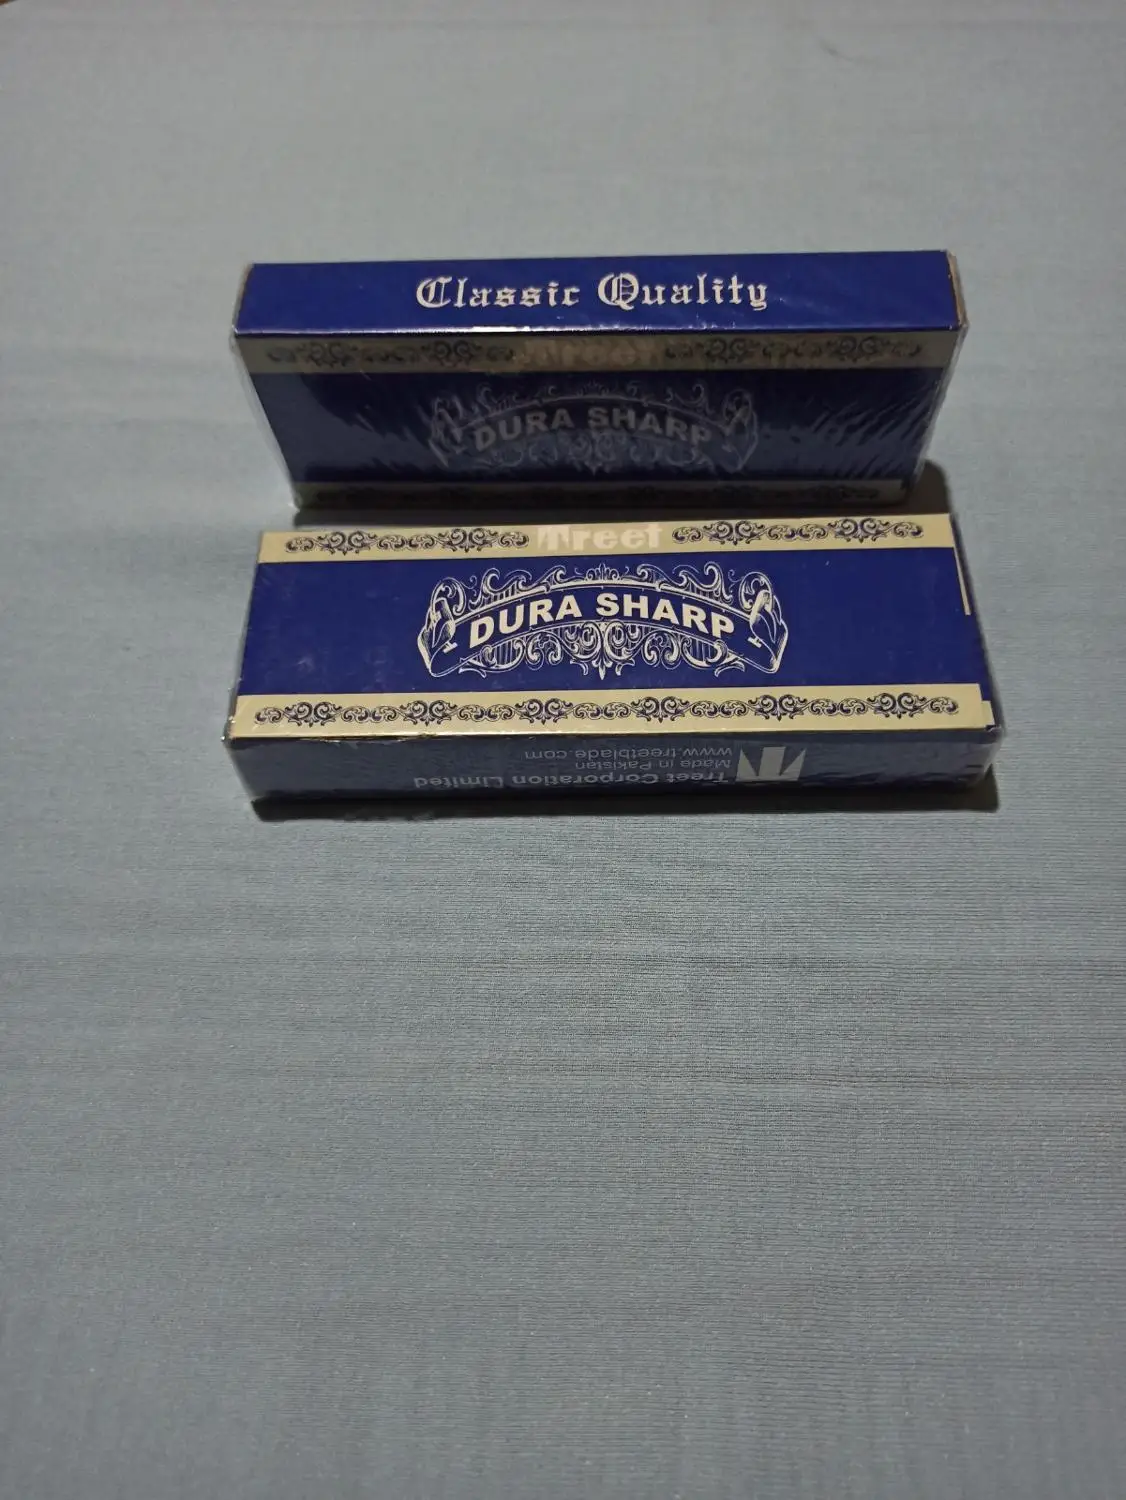 Classic Quality
Treet
DURA SHARP
Treet
DURA SHARP
Treet Corporation Limited
Made in Pakistan
www.treetblade.com